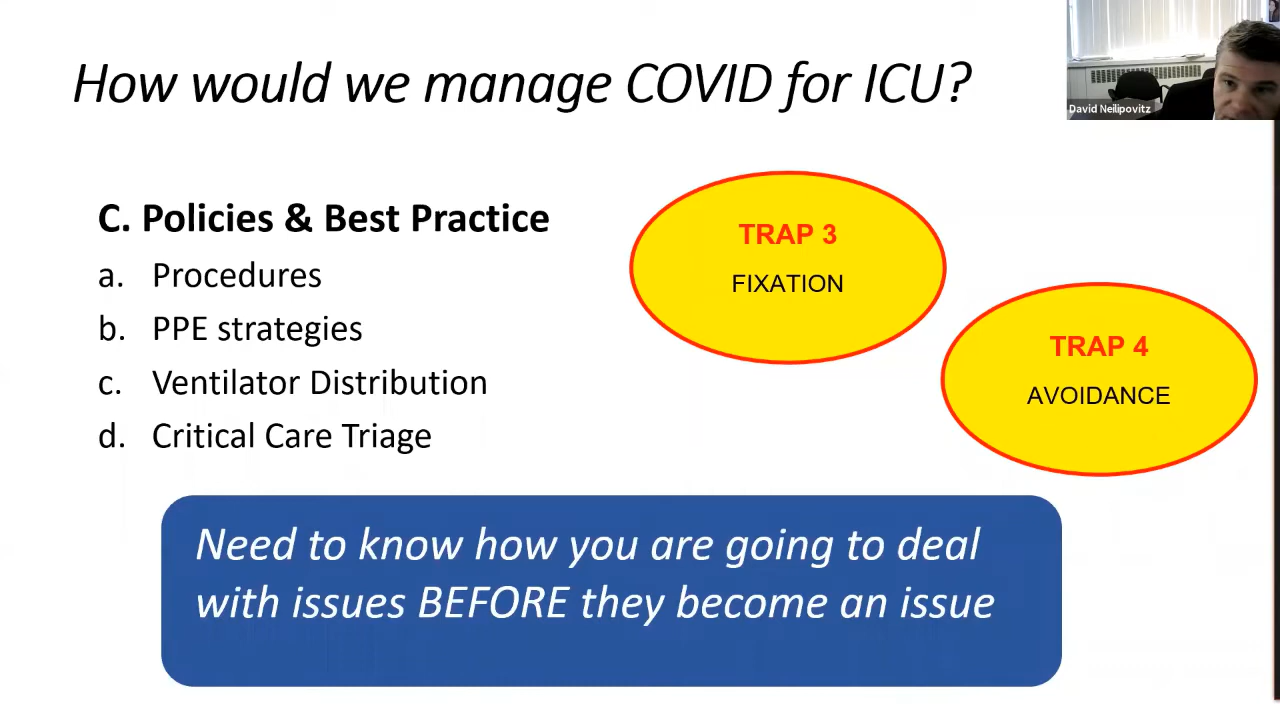 How would we manage COVID for ICU?
David Neilipovitz
C. Policies & Best Practice
a. Procedures
b. PPE strategies
c. Ventilator Distribution
d. Critical Care Triage
TRAP 3
FIXATION
TRAP 4
AVOIDANCE
Need to know how you are going to deal
with issues BEFORE they become an issue